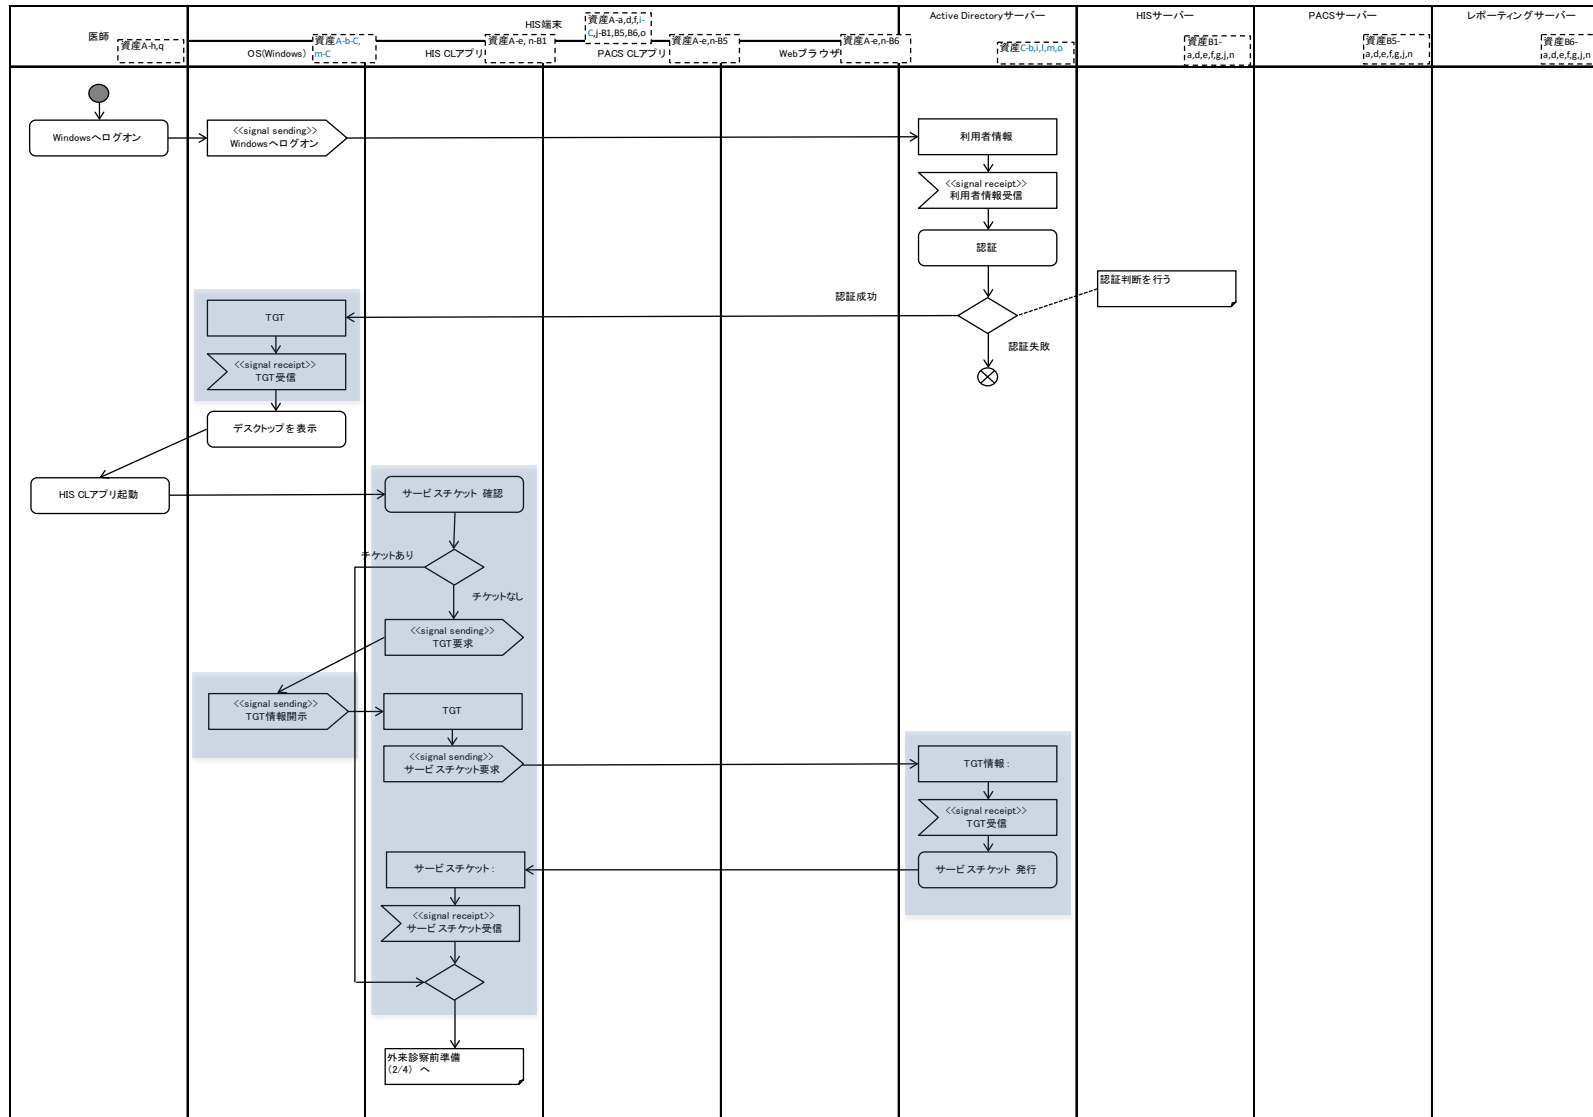 医師
資産A-h,q
HIS端末
資産A-a,d,f,i-
C,j-B1,B5,B6,o
OS(Windows)
資産A-b-C,
m-C
HIS CLアプリ
資産A-e, n-B1
PACS CLアプリ
資産A-e,n-B5
Webブラウザ
資産A-e,n-B6
Active Directoryサーバー
資産C-b,i,l,m,o
HISサーバー
資産B1-
a,d,e,f,g,j,n
PACSサーバー
資産B5-
a,d,e,f,g,j,n
レポーティングサーバー
資産B6-
a,d,e,f,g,j,n
Windowsへログオン
<<signal sending>>
Windowsへログオン
利用者情報
<<signal receipt>>
利用者情報受信
認証
認証判断を行う
認証成功
認証失敗
TGT
<<signal receipt>>
TGT受信
デスクトップを表示
HIS CLアプリ起動
サービスチケット 確認
チケットあり
チケットなし
<<signal sending>>
TGT要求
<<signal sending>>
TGT情報開示
TGT
<<signal sending>>
サービスチケット要求
TGT情報：
<<signal receipt>>
TGT受信
サービスチケット 発行
サービスチケット：
<<signal receipt>>
サービスチケット受信
外来診察前準備
(2/4) へ